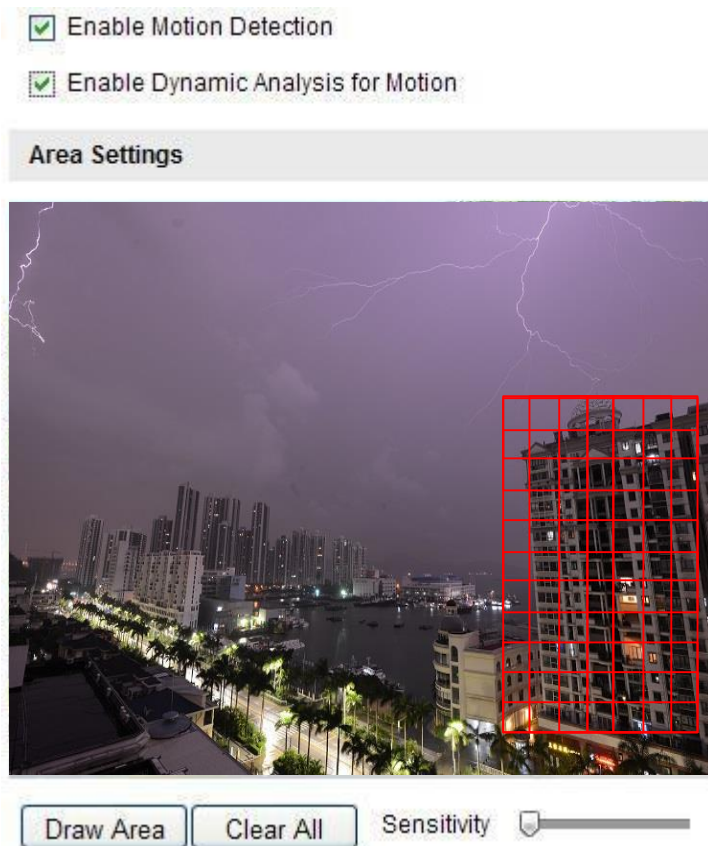 Enable Motion Detection
Enable Dynamic Analysis for Motion
Area Settings
Draw Area
Clear All
Sensitivity